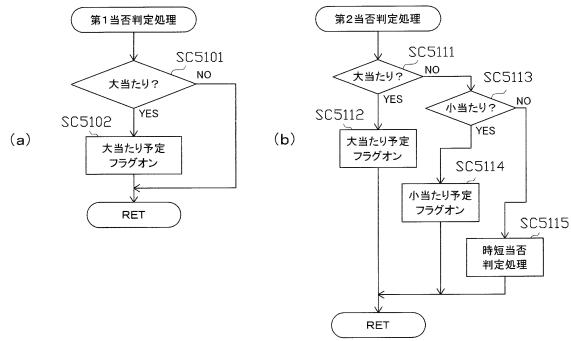 (a)
第1当否判定処理
SC5101
大当たり?
NO
YES
SC5102
大当たり予定
フラグオン
RET
(b)
第2当否判定処理
SC5111
大当たり?
NO
YES
SC5113
小当たり?
NO
YES
SC5112
大当たり予定
フラグオン
SC5114
小当たり予定
フラグオン
SC5115
時短当否
判定処理
RET